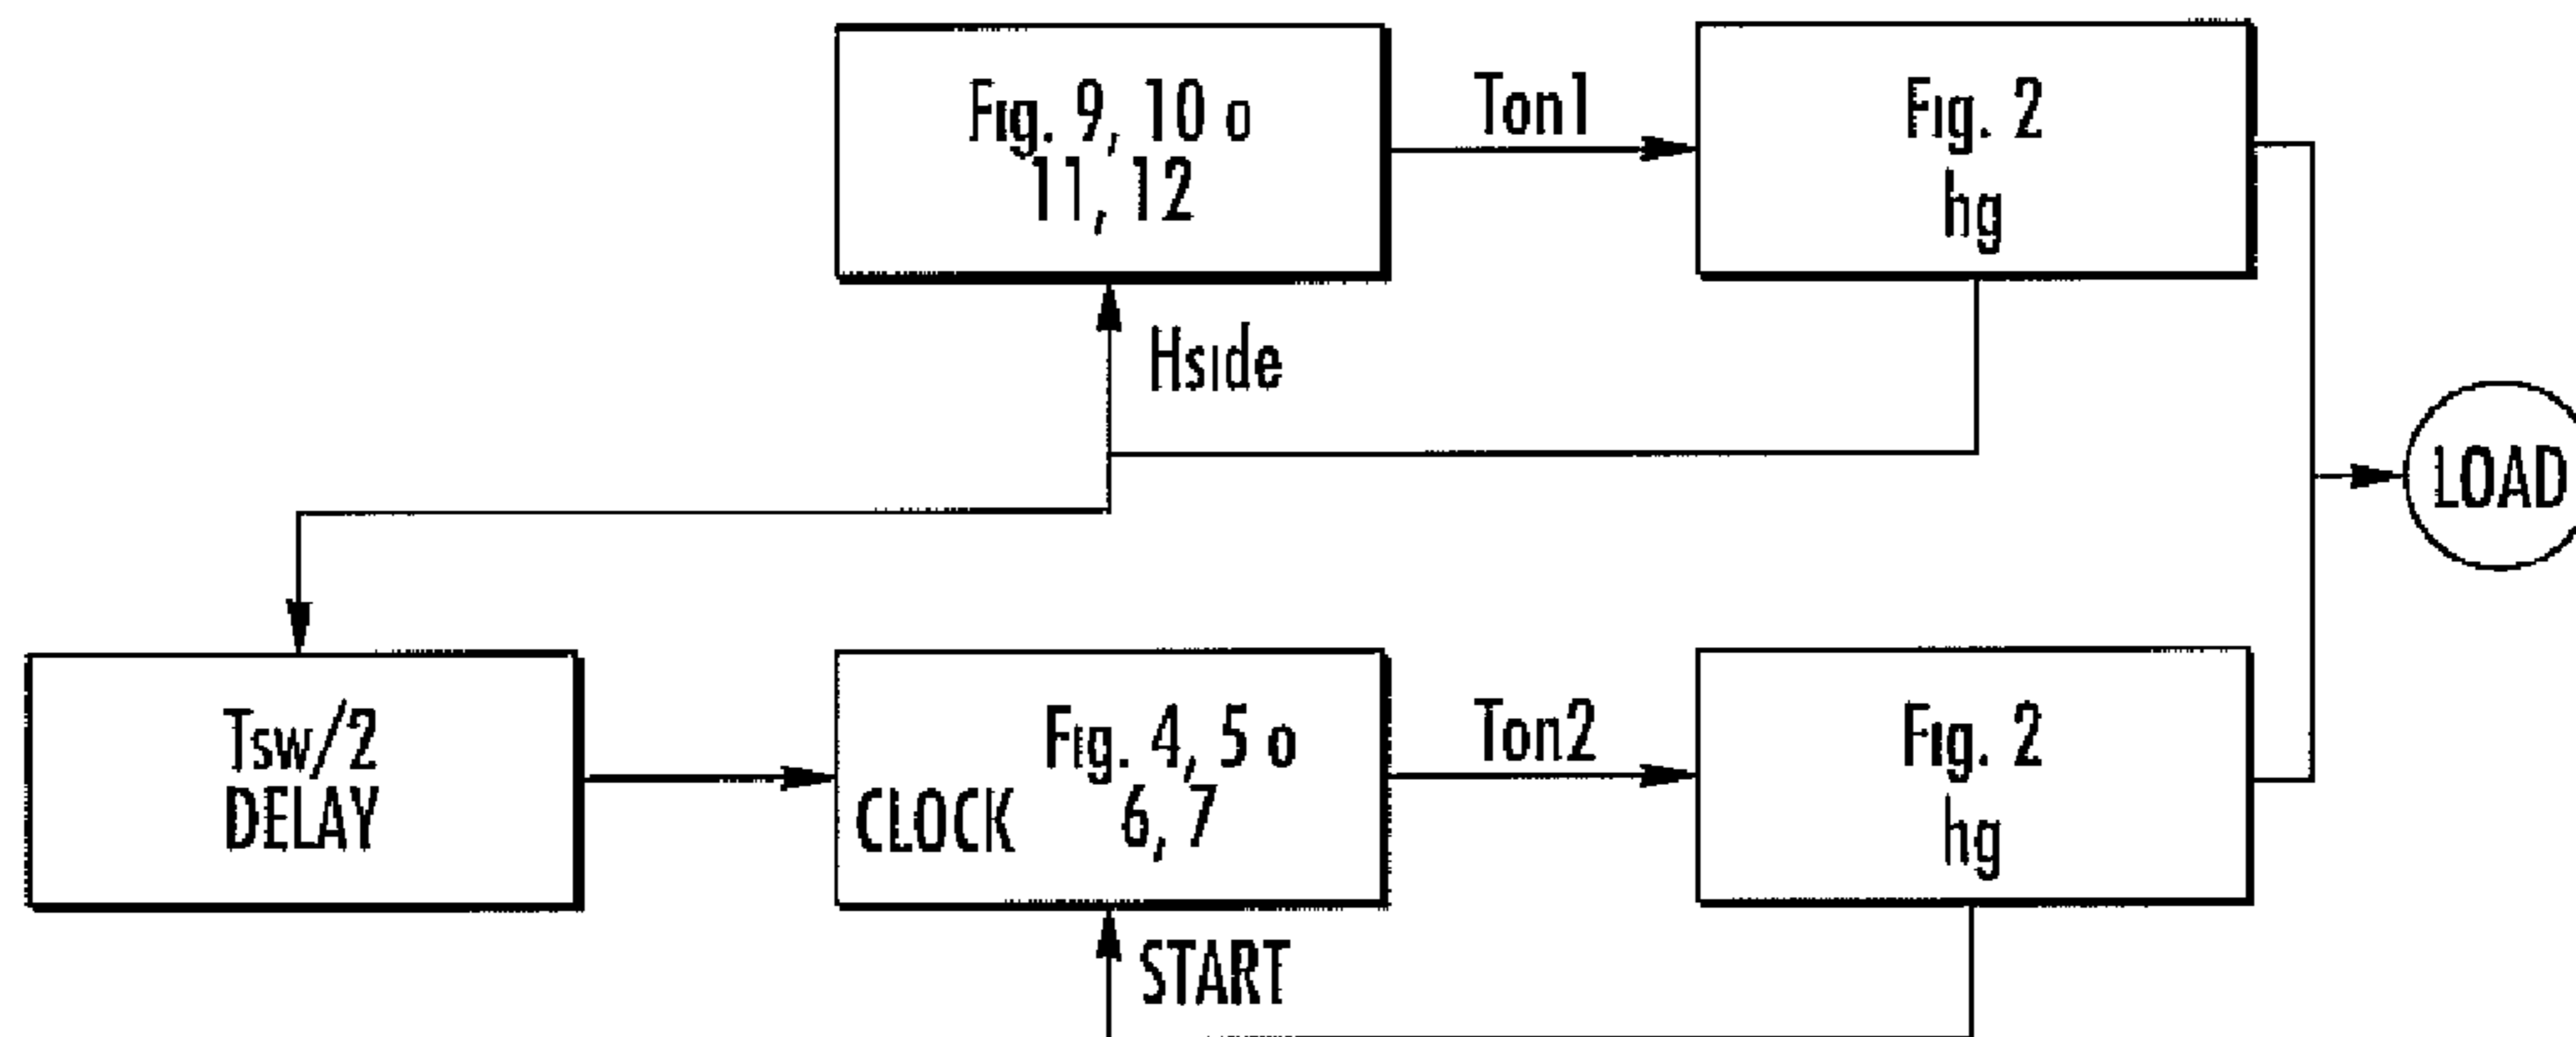 Fig. 9, 10 o
11, 12
Ton1
Fig. 2
hg
Hside
LOAD
Tsw/2
DELAY
CLOCK
Fig. 4, 5 o
6, 7
Ton2
Fig. 2
hg
START